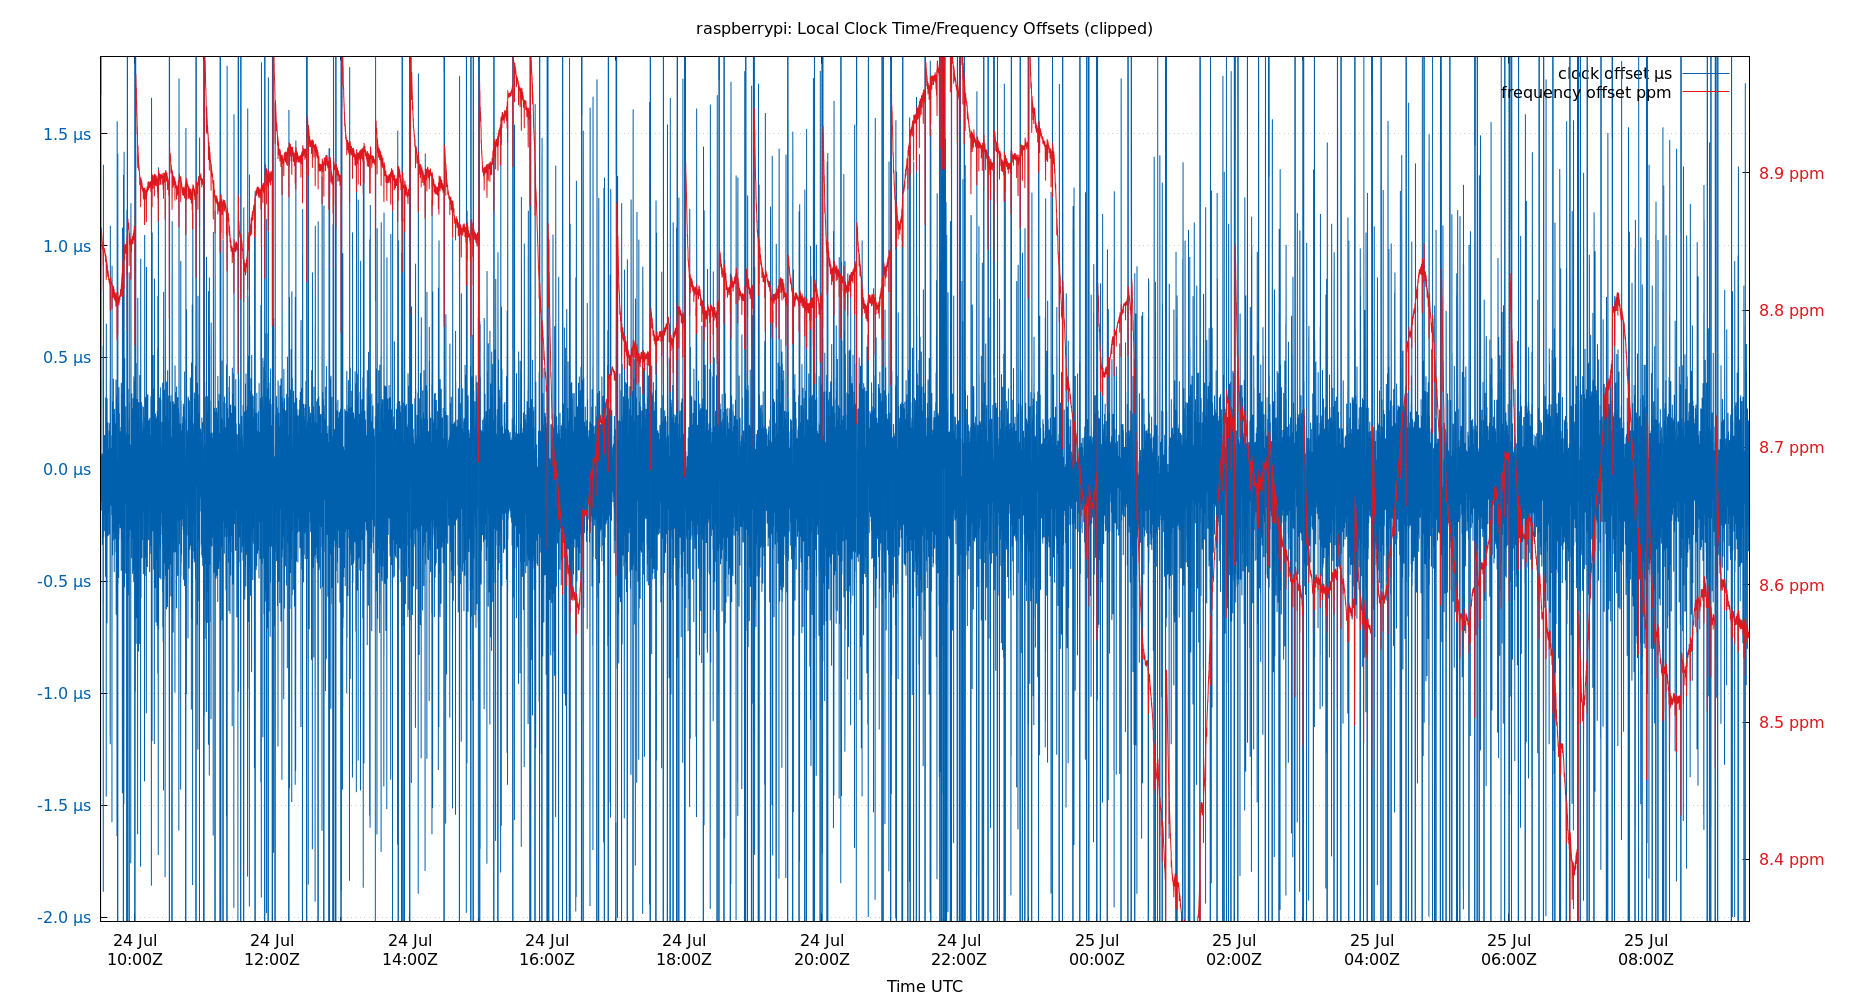 raspberrypi: Local Clock Time/Frequency Offsets (clipped)
clock offset µs
frequency offset ppm
1.5 µs
1.0 µs
0.5 µs
0.0 µs
-0.5 µs
-1.0 µs
-1.5 µs
-2.0 µs
8.9 ppm
8.8 ppm
8.7 ppm
8.6 ppm
8.5 ppm
8.4 ppm
24 Jul 24 Jul 24 Jul 24 Jul 24 Jul 24 Jul 24 Jul 25 Jul 25 Jul 25 Jul 25 Jul 25 Jul
10:00Z 12:00Z 14:00Z 16:00Z 18:00Z 20:00Z 22:00Z 00:00Z 02:00Z 04:00Z 06:00Z 08:00Z
Time UTC